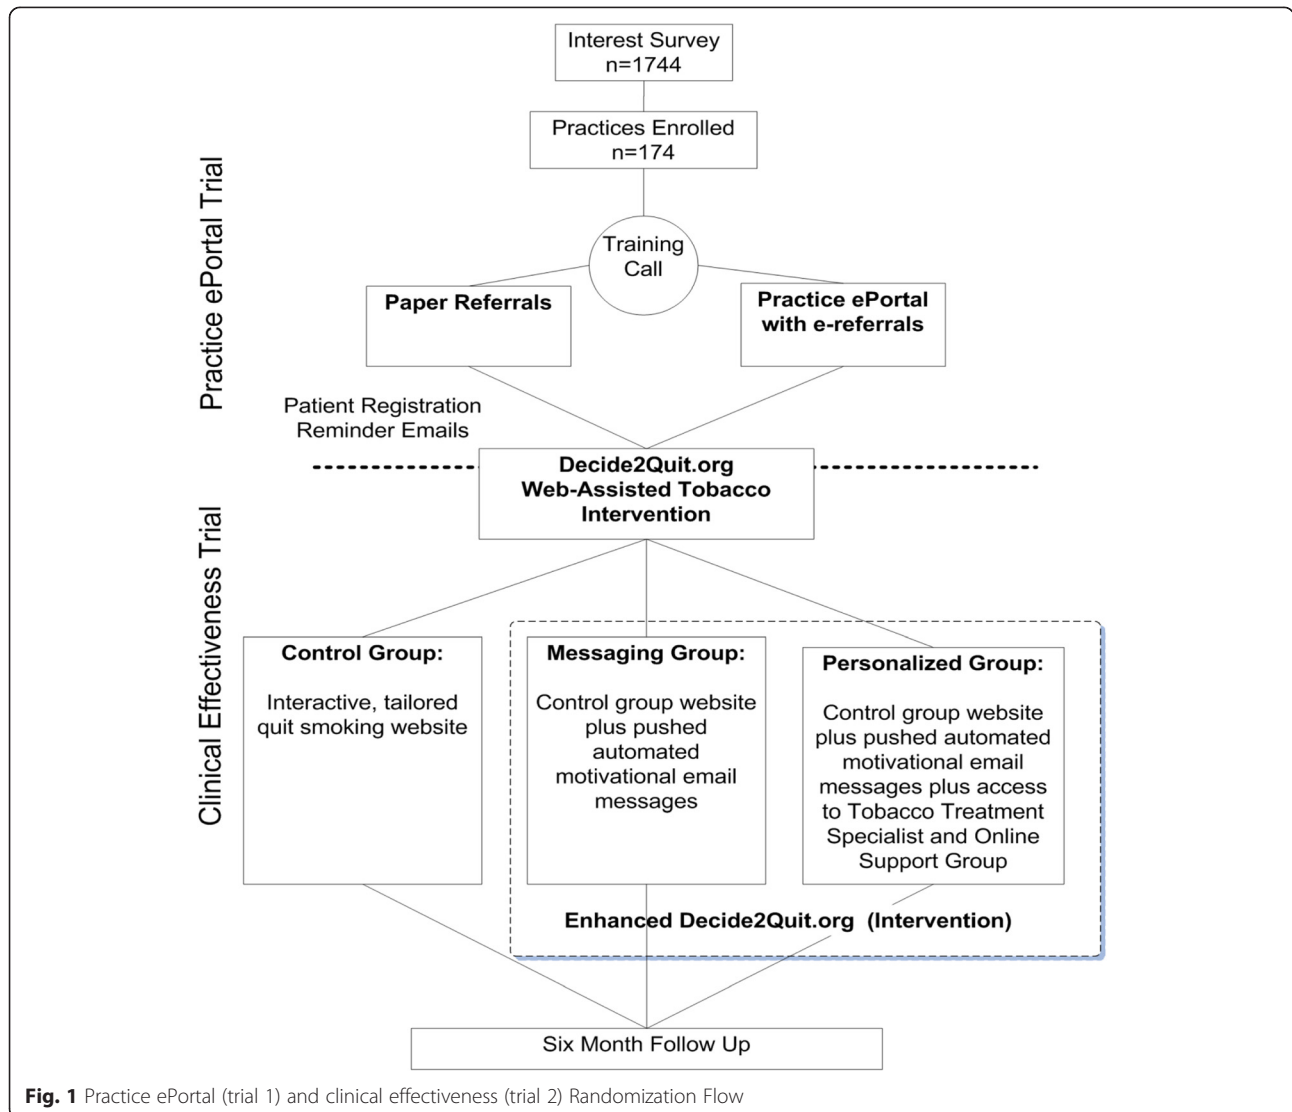 Interest Survey
n=1744
Practices Enrolled
n=174
Practice ePortal Trial
Training
Call
Paper Referrals
Practice ePortal
with e-referrals
Patient Registration
Reminder Emails
Decide2Quit.org
Web-Assisted Tobacco
Intervention
Clinical Effectiveness Trial
Control Group:
Interactive, tailored
quit smoking website
Messaging Group:
Control group website
plus pushed
automated
motivational email
messages
Personalized Group:
Control group website
plus pushed automated
motivational email
messages plus access
to Tobacco Treatment
Specialist and Online
Support Group
Enhanced Decide2Quit.org (Intervention)
Six Month Follow Up
Fig. 1 Practice ePortal (trial 1) and clinical effectiveness (trial 2) Randomization Flow